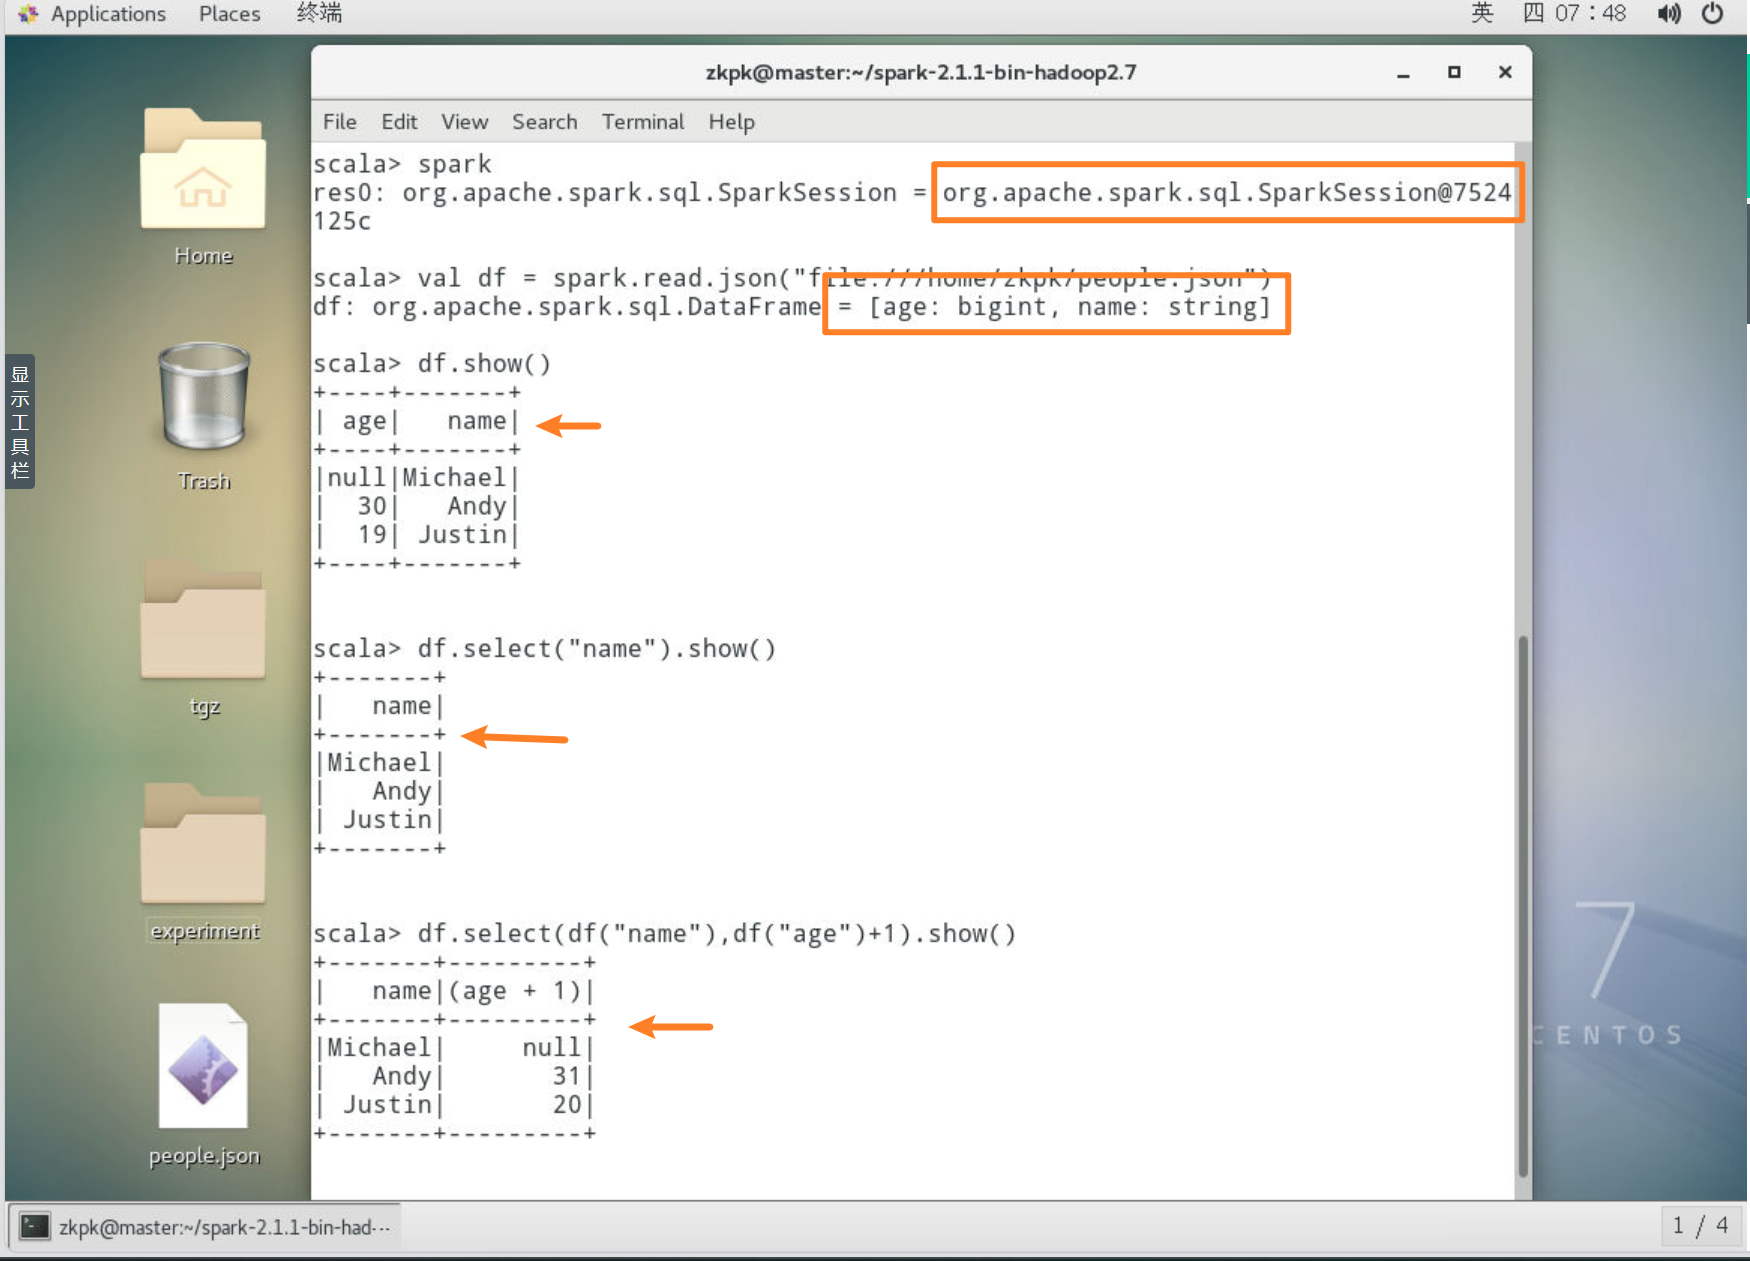 Applications Places 终端 英 四 07：48
zkpk@master:~/spark-2.1.1-bin-hadoop2.7
File Edit View Search Terminal Help
scala> spark
res0: org.apache.spark.sql.SparkSession = org.apache.spark.sql.SparkSession@7524
125c
scala> val df = spark.read.json("file:///home/zkpk/people.json")
df: org.apache.spark.sql.DataFrame = [age: bigint, name: string]
scala> df.show()
+----+-------+
| age|   name|
+----+-------+
|null|Michael|
|  30|   Andy|
|  19| Justin|
+----+-------+
scala> df.select("name").show()
+-------+
|   name|
+-------+
|Michael|
|   Andy|
| Justin|
+-------+
scala> df.select(df("name"),df("age")+1).show()
+-------+---------+
|   name|(age + 1)|
+-------+---------+
|Michael|     null|
|   Andy|       31|
| Justin|       20|
+-------+---------+
Home
显示工具栏
Trash
tgz
experiment
people.json
7
CENTOS
zkpk@master:~/spark-2.1.1-bin-had···
1 / 4